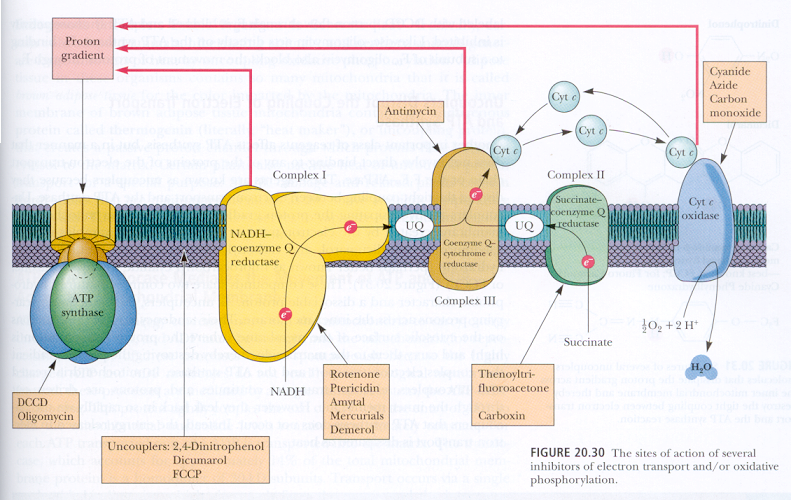 Proton
gradient
Antimycin
Cyt c
Cyt c
Cyt c
Cyt c
Cyanide
Azide
Carbon
monoxide
Complex I
Complex II
NADH–
coenzyme Q
reductase
e⁻
e⁻
UQ
e⁻
Coenzyme Q–
cytochrome c
reductase
UQ
Succinate–
coenzyme Q
reductase
e⁻
Cyt c
oxidase
ATP
synthase
Complex III
Succinate
½O₂ + 2 H⁺
H₂O
NADH
DCCD
Oligomycin
Uncouplers: 2,4-Dinitrophenol
Dicumarol
FCCP
Rotenone
Ptericidin
Amytal
Mercurials
Demerol
Thenoyltri-
fluoroacetone
Carboxin
FIGURE 20.30 The sites of action of several
inhibitors of electron transport and/or oxidative
phosphorylation.